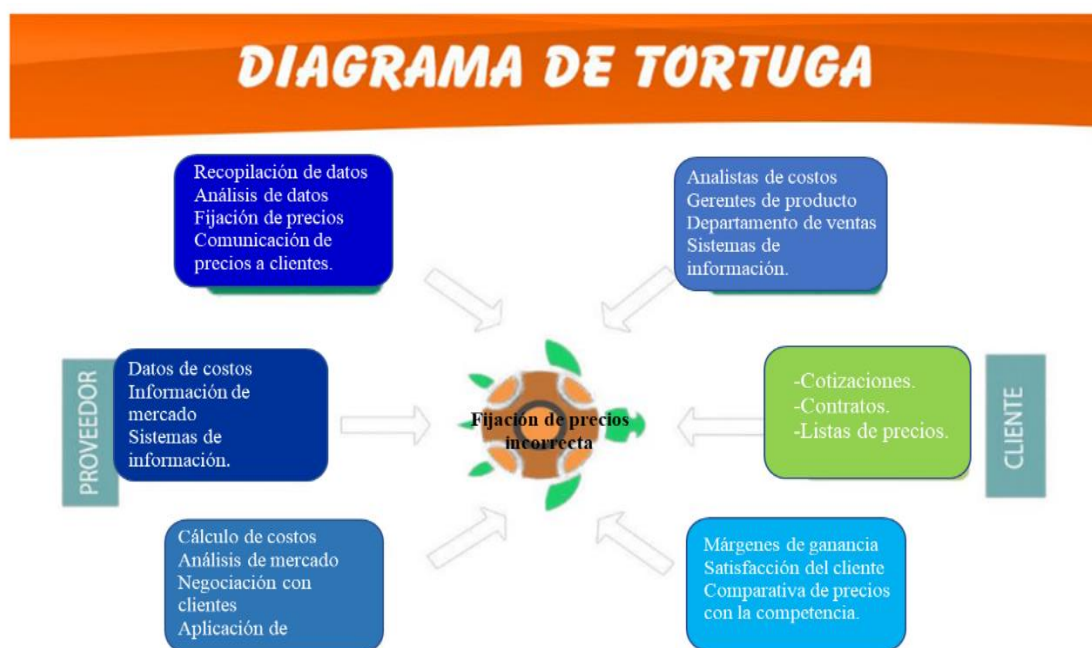 DIAGRAMA DE TORTUGA
Recopilación de datos
Análisis de datos
Fijación de precios
Comunicación de
precios a clientes.
Analistas de costos
Gerentes de producto
Departamento de ventas
Sistemas de
información.
PROVEEDOR
Datos de costos
Información de
mercado
Sistemas de
información.
Fijación de precios
incorrecta
-Cotizaciones.
-Contratos.
-Listas de precios.
CLIENTE
Cálculo de costos
Análisis de mercado
Negociación con
clientes
Aplicación de
Márgenes de ganancia
Satisfacción del cliente
Comparativa de precios
con la competencia.